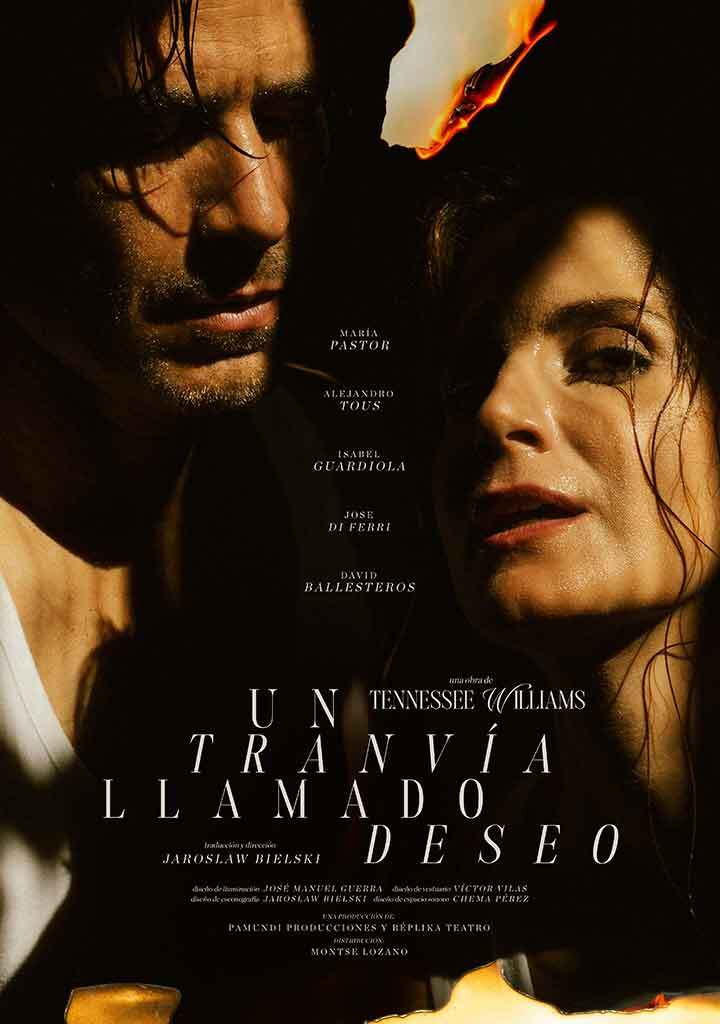 MARÍA
PASTOR
ALEJANDRO
TOUS
ISABEL
GUARDIOLA
JOSE
DI FERRI
DAVID
BALLESTEROS
una obra de
TENNESSEE WILLIAMS
UN
TRANVÍA
LLAMADO
DESEO
traducción y dirección
JAROSLAW BIELSKI
diseño de iluminación JOSÉ MANUEL GUERRA diseño de vestuario VÍCTOR VILAS
diseño de escenografía JAROSLAW BIELSKI diseño de espacio sonoro CHEMA PÉREZ
UNA PRODUCCIÓN DE:
PAMUNDI PRODUCCIONES Y RÉPLIKA TEATRO
DISTRIBUCIÓN:
MONTSE LOZANO